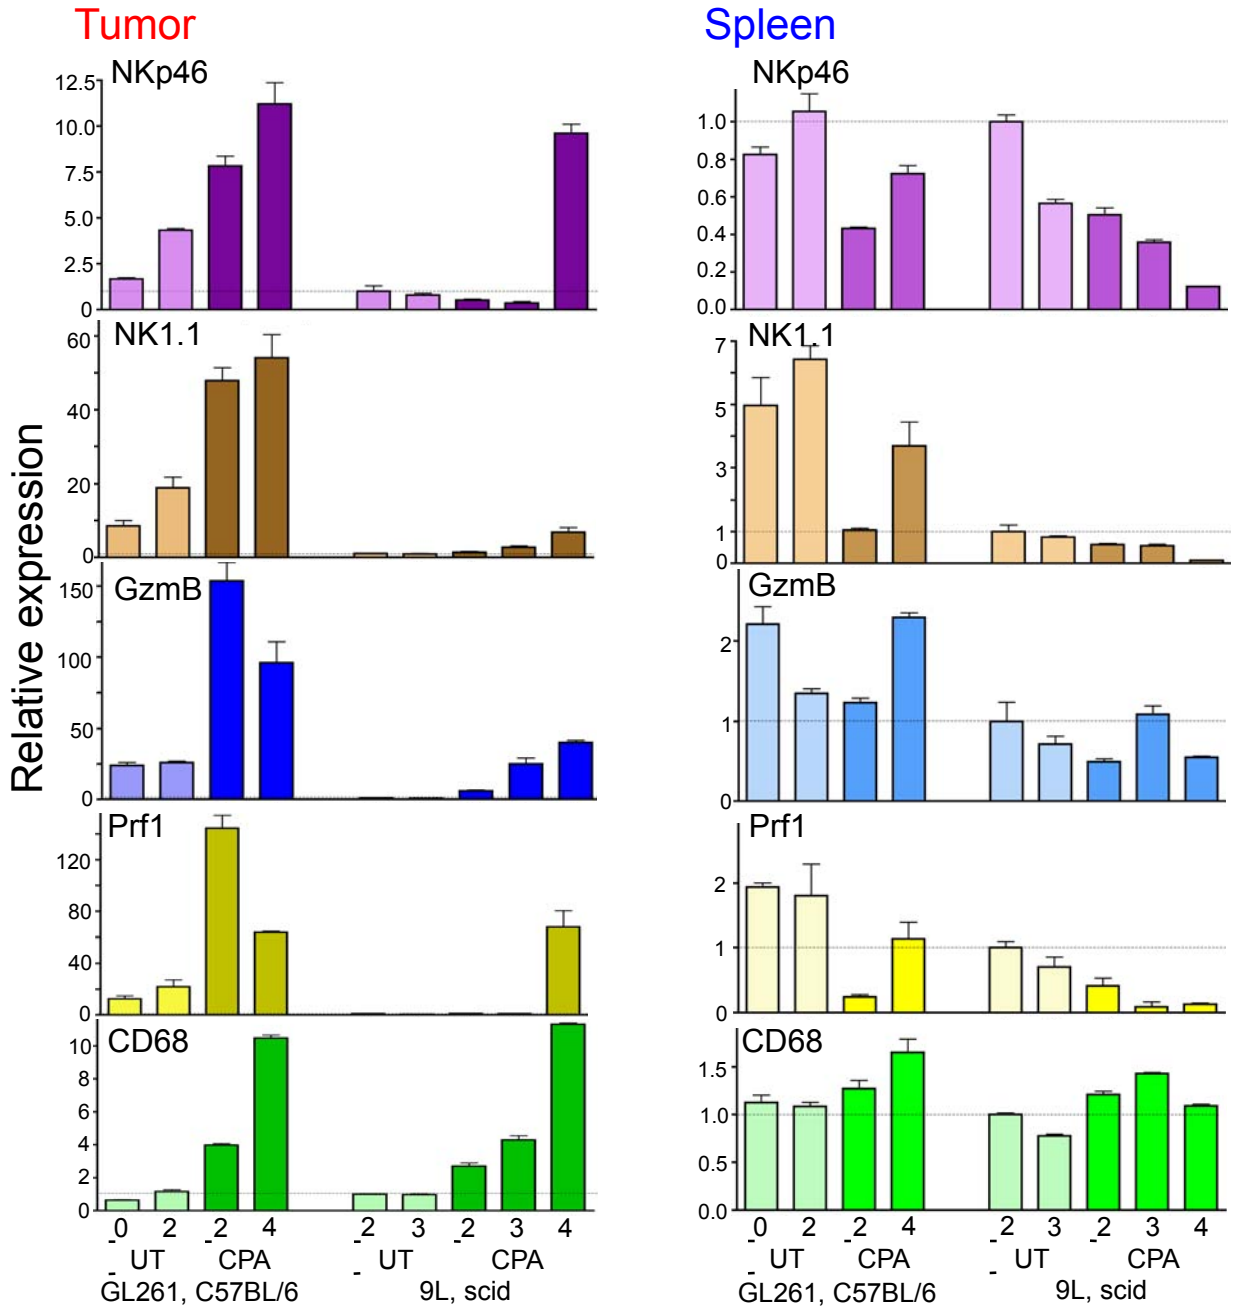 Tumor
Spleen
NKp46
12.5
10.0
7.5
5.0
2.5
0
NKp46
1.0
0.8
0.6
0.4
0.2
0.0
NK1.1
60
40
20
0
NK1.1
7
5
3
1
0
Relative expression
GzmB
150
100
50
0
GzmB
2
1
0
Prf1
120
80
40
0
Prf1
2
1
0
CD68
10
8
6
4
2
0
CD68
1.5
1.0
0.5
0.0
0 2 2 4 2 3 2 3 4
UT CPA UT CPA
GL261, C57BL/6 9L, scid
0 2 2 4 2 3 2 3 4
UT CPA UT CPA
GL261, C57BL/6 9L, scid